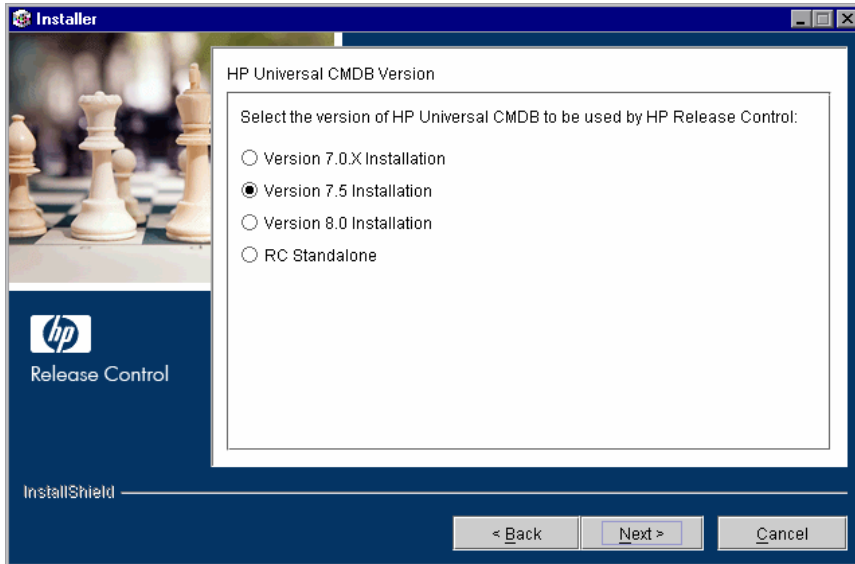 Installer
HP Universal CMDB Version
Select the version of HP Universal CMDB to be used by HP Release Control:
Version 7.0.X Installation
Version 7.5 Installation
Version 8.0 Installation
RC Standalone
hp
Release Control
InstallShield
< Back
Next >
Cancel